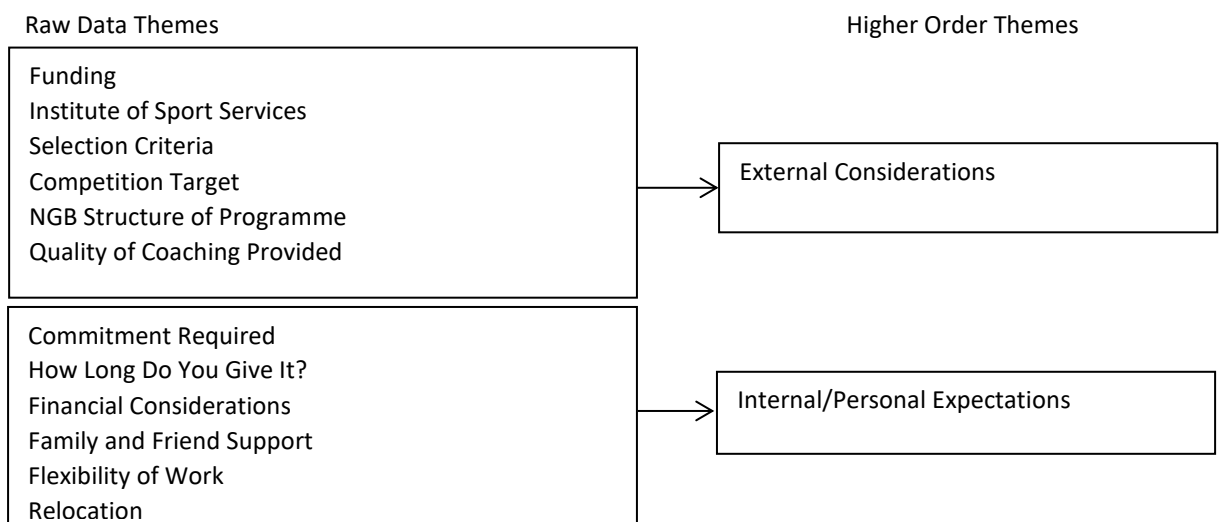 Raw Data Themes
Higher Order Themes
Funding
Institute of Sport Services
Selection Criteria
Competition Target
NGB Structure of Programme
Quality of Coaching Provided
External Considerations
Commitment Required
How Long Do You Give It?
Financial Considerations
Family and Friend Support
Flexibility of Work
Relocation
Internal/Personal Expectations